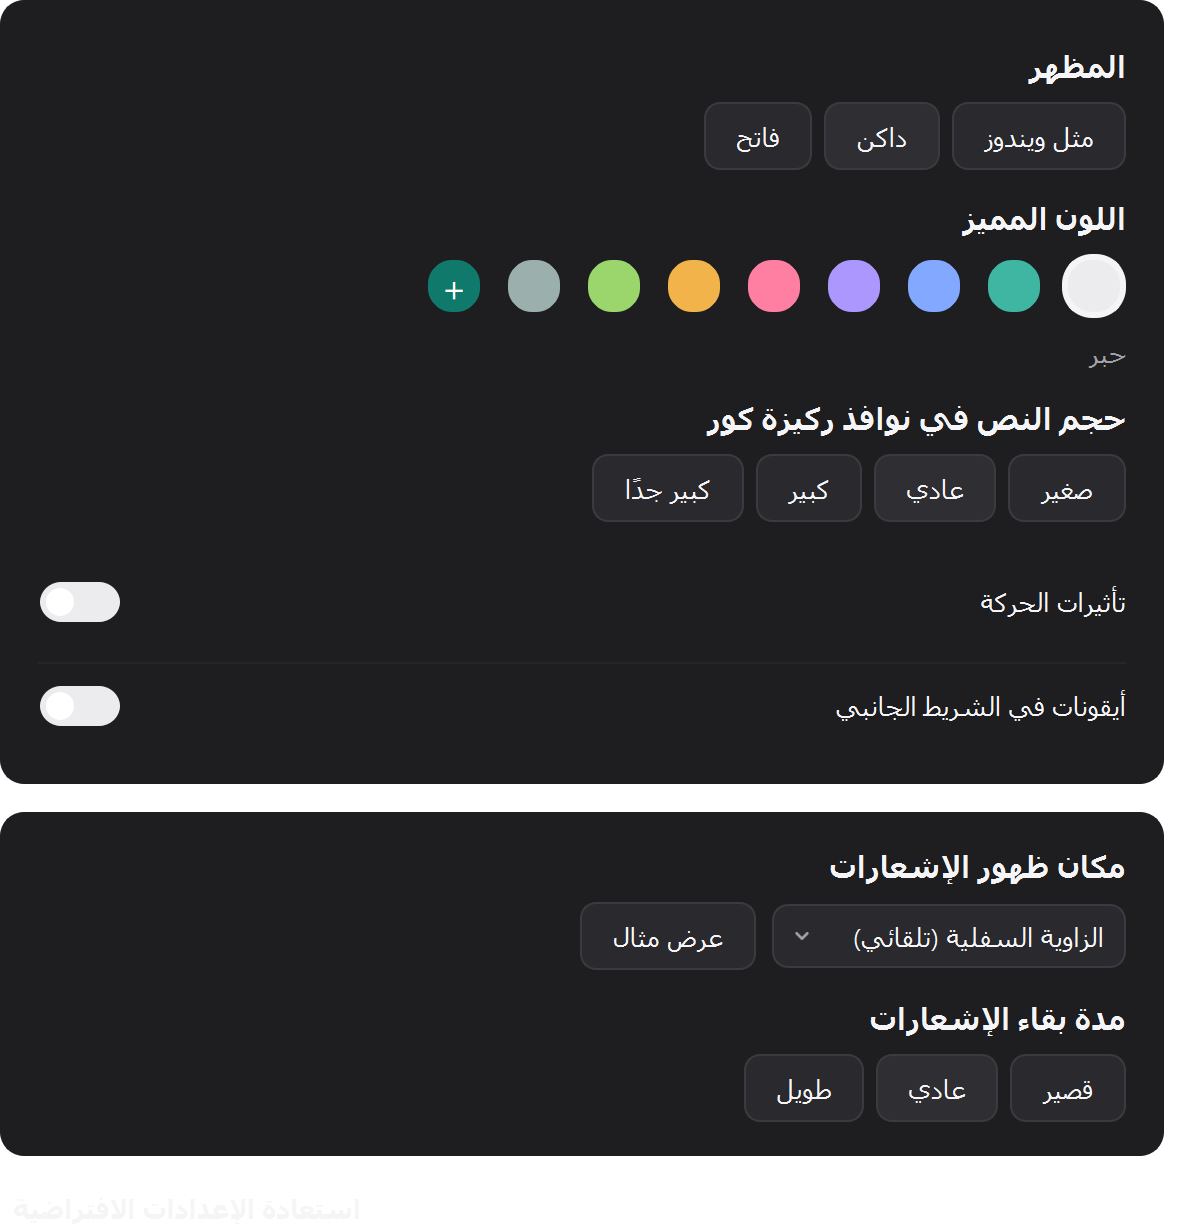 المظهر
مثل ويندوز داكن فاتح
اللون المميز
+
حبر
حجم النص في نوافذ ركيزة كور
صغير عادي كبير كبير جدًا
تأثيرات الحركة
أيقونات في الشريط الجانبي
مكان ظهور الإشعارات
الزاوية السفلية (تلقائي) عرض مثال
مدة بقاء الإشعارات
قصير عادي طويل
استعادة الإعدادات الافتراضية